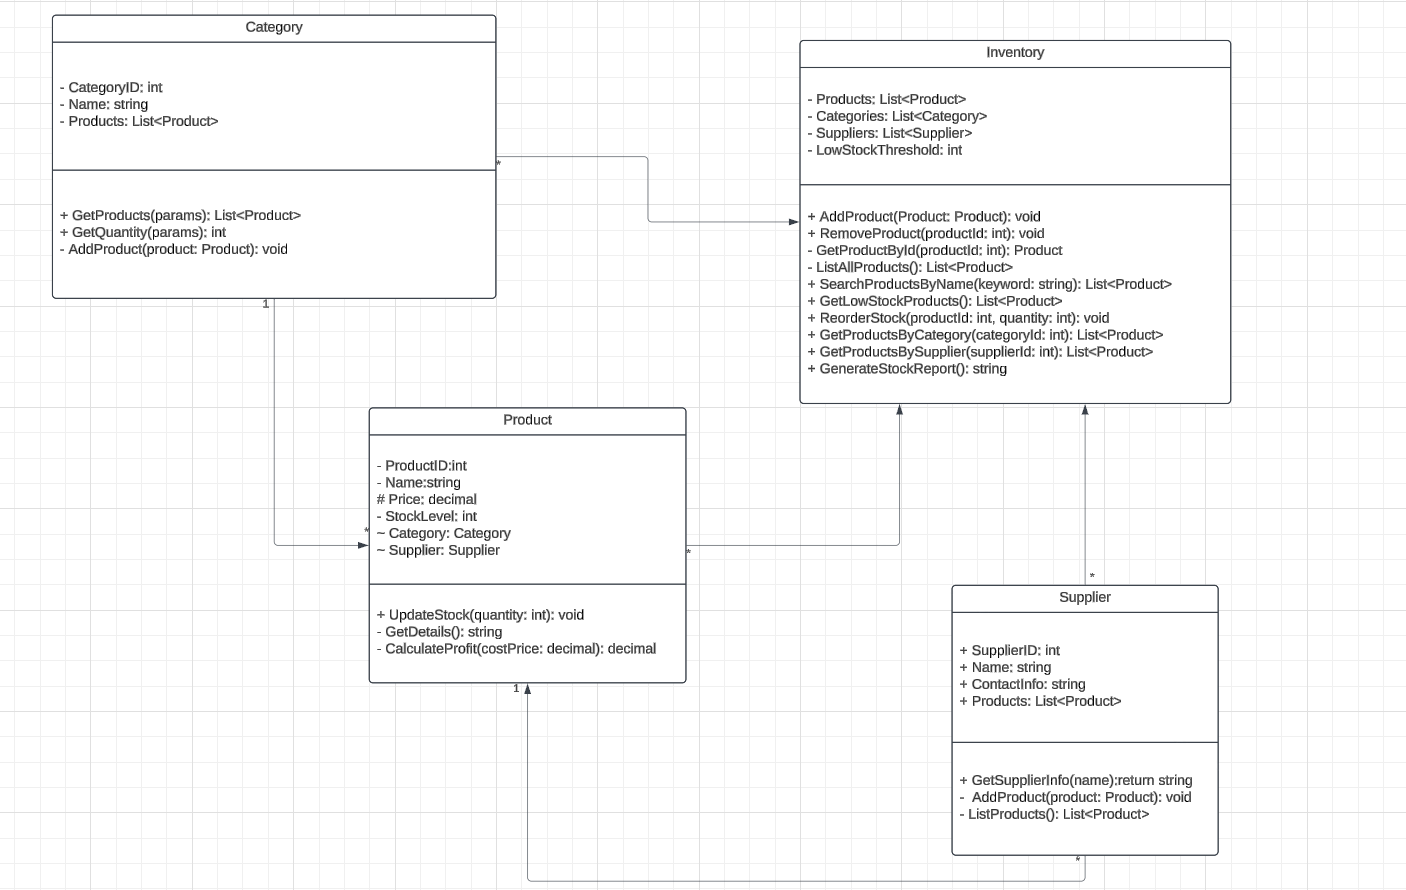 Category
- CategoryID: int
- Name: string
- Products: List<Product>
+ GetProducts(params): List<Product>
+ GetQuantity(params): int
- AddProduct(product: Product): void
*
1
Inventory
- Products: List<Product>
- Categories: List<Category>
- Suppliers: List<Supplier>
- LowStockThreshold: int
+ AddProduct(Product: Product): void
+ RemoveProduct(productId: int): void
- GetProductById(productId: int): Product
- ListAllProducts(): List<Product>
+ SearchProductsByName(keyword: string): List<Product>
+ GetLowStockProducts(): List<Product>
+ ReorderStock(productId: int, quantity: int): void
+ GetProductsByCategory(categoryId: int): List<Product>
+ GetProductsBySupplier(supplierId: int): List<Product>
+ GenerateStockReport(): string
Product
- ProductID:int
- Name:string
# Price: decimal
- StockLevel: int
~ Category: Category
~ Supplier: Supplier
+ UpdateStock(quantity: int): void
- GetDetails(): string
- CalculateProfit(costPrice: decimal): decimal
*
*
1
*
Supplier
+ SupplierID: int
+ Name: string
+ ContactInfo: string
+ Products: List<Product>
+ GetSupplierInfo(name):return string
- AddProduct(product: Product): void
- ListProducts(): List<Product>
*